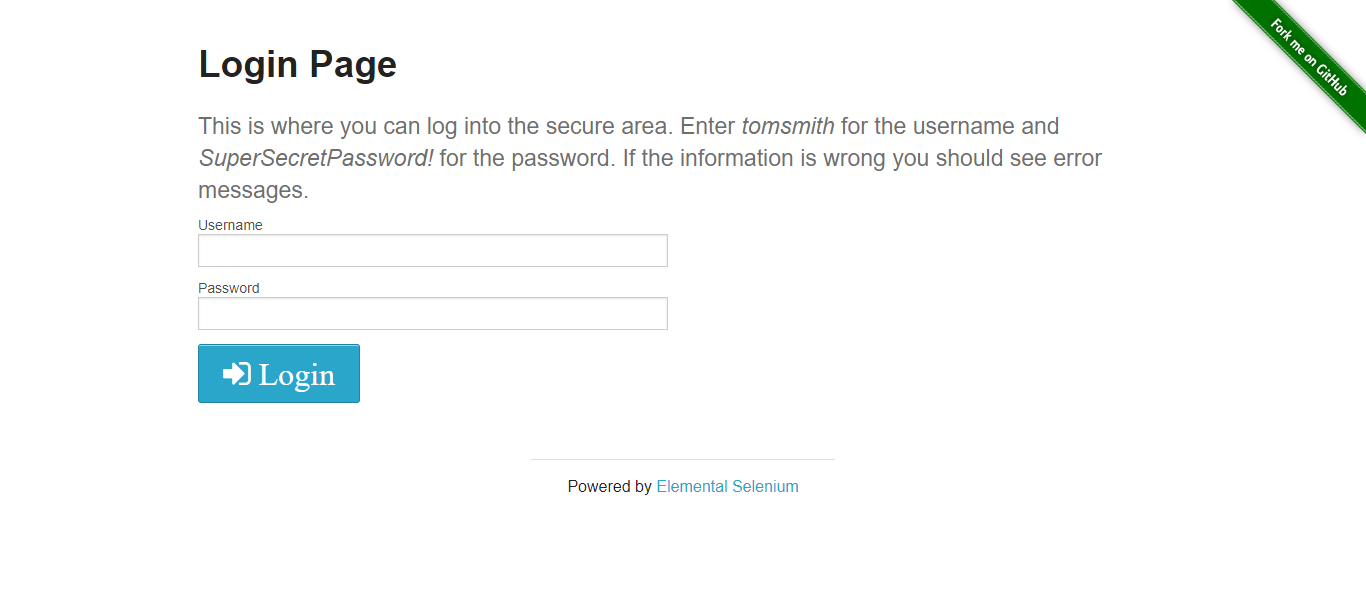 Fork me on GitHub
Login Page
This is where you can log into the secure area. Enter tomsmith for the username and
SuperSecretPassword! for the password. If the information is wrong you should see error
messages.
Username
Password
Login
Powered by Elemental Selenium